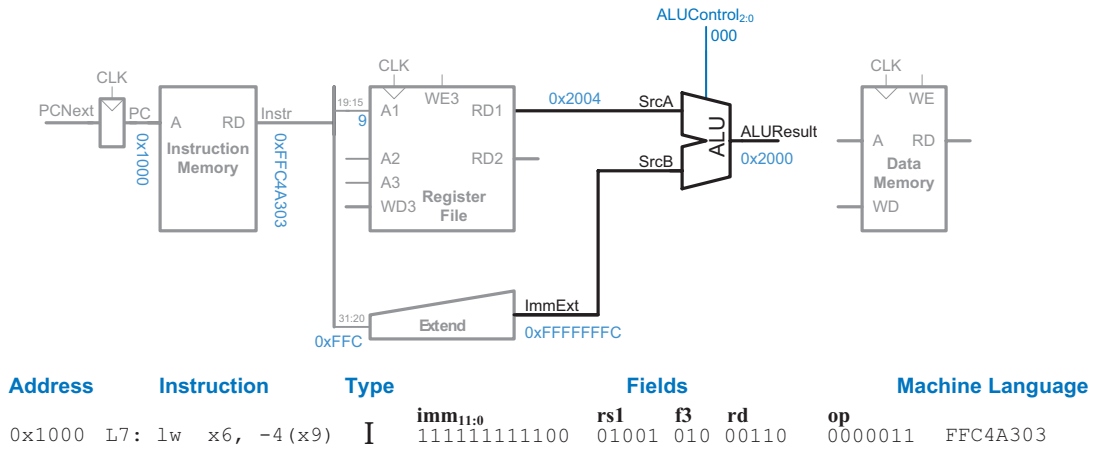 ALUControl2:0
000
CLK
CLK
CLK
PCNext
PC
A
RD
Instr
Instruction
Memory
0x1000
0xFFC4A303
19:15
9
A1
WE3
RD1
0x2004
SrcA
A2
RD2
SrcB
A3
WD3
Register
File
ALU
ALUResult
0x2000
WE
A
RD
Data
Memory
WD
31:20
0xFFC
Extend
ImmExt
0xFFFFFFFC
Address Instruction Type Fields Machine Language
imm11:0 rs1 f3 rd op
0x1000 L7: lw x6, -4(x9) I 111111111100 01001 010 00110 0000011 FFC4A303